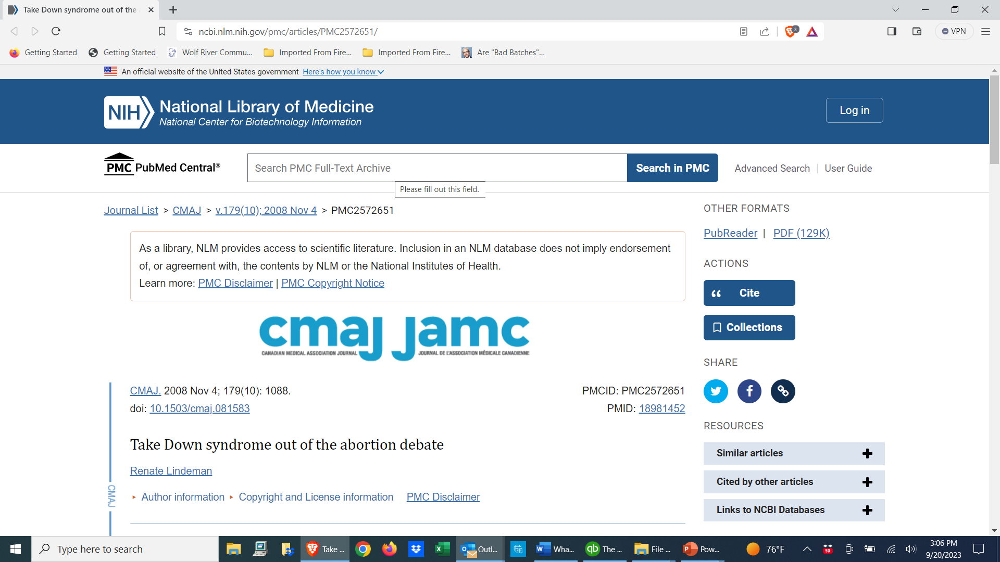 Take Down syndrome out of the
ncbi.nlm.nih.gov/pmc/articles/PMC2572651/
3
VPN
Getting Started
Getting Started
Wolf River Commu...
Imported From Fire...
Imported From Fire...
Are "Bad Batches"...
An official website of the United States government Here's how you know
NIH National Library of Medicine
National Center for Biotechnology Information
Log in
PMC PubMed Central®
Search PMC Full-Text Archive
Search in PMC
Advanced Search | User Guide
Please fill out this field.
Journal List > CMAJ > v.179(10); 2008 Nov 4 > PMC2572651
As a library, NLM provides access to scientific literature. Inclusion in an NLM database does not imply endorsement
of, or agreement with, the contents by NLM or the National Institutes of Health.
Learn more: PMC Disclaimer | PMC Copyright Notice
cmaj jamc
CANADIAN MEDICAL ASSOCIATION JOURNAL JOURNAL DE L'ASSOCIATION MÉDICALE CANADIENNE
CMAJ. 2008 Nov 4; 179(10): 1088.
PMCID: PMC2572651
doi: 10.1503/cmaj.081583
PMID: 18981452
Take Down syndrome out of the abortion debate
Renate Lindeman
Author information Copyright and License information PMC Disclaimer
CMAJ
OTHER FORMATS
PubReader | PDF (129K)
ACTIONS
Cite
Collections
SHARE
RESOURCES
Similar articles
Cited by other articles
Links to NCBI Databases
Type here to search
Take ...
Outl...
Wha...
The ...
File ...
Pow...
76°F
50
3:06 PM
9/20/2023